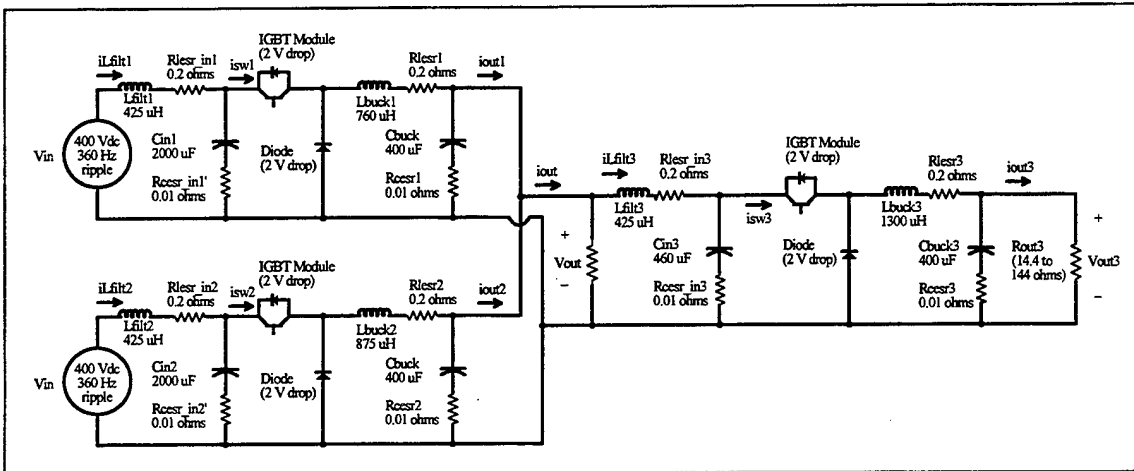 IGBT Module
(2 V drop)
iLfilt1
Rlesr_in1
0.2 ohms
isw1
Rlesr1
0.2 ohms
iout1
Lfilt1
425 uH
Lbuck1
760 uH
Vin
400 Vdc
360 Hz
ripple
Cin1
2000 uF
Diode
(2 V drop)
Cbuck
400 uF
Rcesr_in1'
0.01 ohms
Rcesr1
0.01 ohms
iLfilt2
Rlesr_in2
0.2 ohms
isw2
IGBT Module
(2 V drop)
Rlesr2
0.2 ohms
iout2
Lfilt2
425 uH
Lbuck2
875 uH
Vin
400 Vdc
360 Hz
ripple
Cin2
2000 uF
Diode
(2 V drop)
Cbuck
400 uF
Rcesr_in2'
0.01 ohms
Rcesr2
0.01 ohms
iout
+
Vout
–
iLfilt3
Rlesr_in3
0.2 ohms
Lfilt3
425 uH
isw3
IGBT Module
(2 V drop)
Rlesr3
0.2 ohms
iout3
Lbuck3
1300 uH
Cin3
460 uF
Rcesr_in3
0.01 ohms
Diode
(2 V drop)
Cbuck3
400 uF
Rcesr3
0.01 ohms
Rout3
(14.4 to
144 ohms)
+
Vout3
–